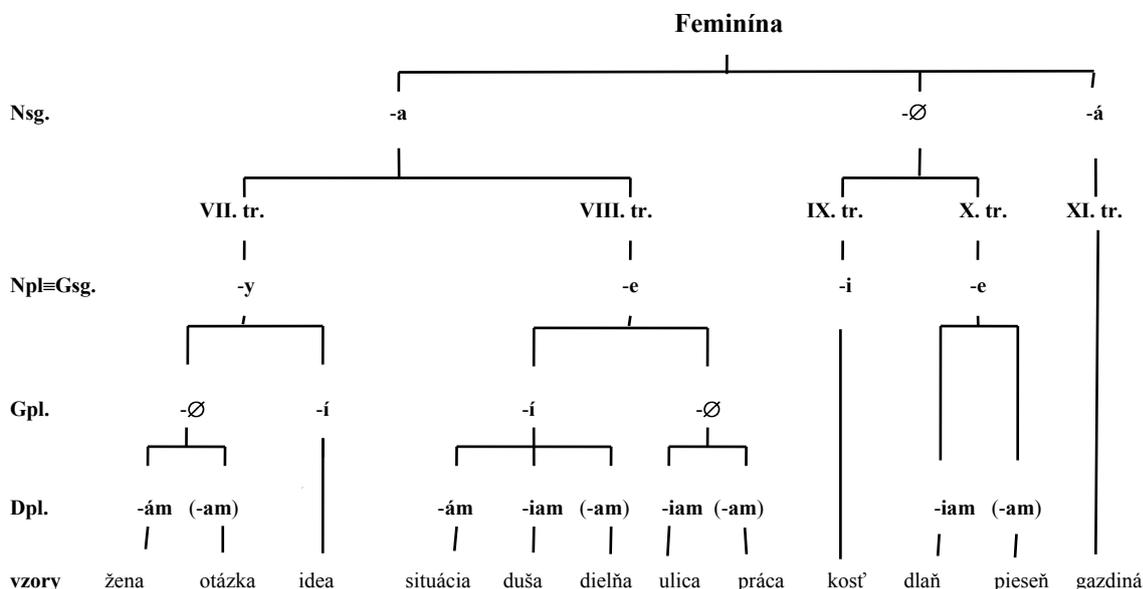 Feminína
Nsg. -a -∅ -á
VII. tr. VIII. tr. IX. tr. X. tr. XI. tr.
Npl≡Gsg. -y -e -i -e
Gpl. -∅ -í -í -∅
Dpl. -ám (-am) -ám -iam (-am) -iam (-am) -iam (-am)
vzory žena otázka idea situácia duša dielňa ulica práca kosť dlaň pieseň gazdiná